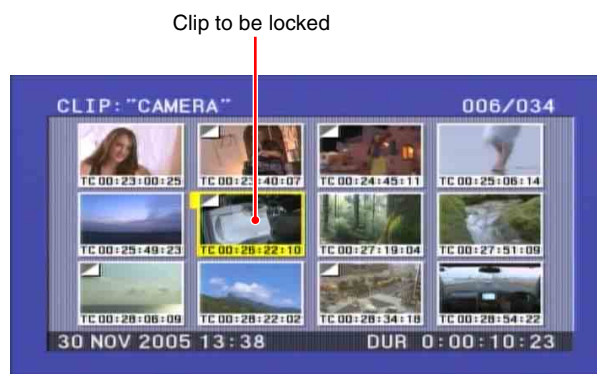 Clip to be locked
CLIP:"CAMERA" 006/034
TC 00:23:00:25 TC 00:23:40:07 TC 00:24:45:11 TC 00:25:06:14
TC 00:25:49:23 TC 00:26:22:10 TC 00:27:19:04 TC 00:27:51:09
TC 00:28:06:09 TC 00:28:22:02 TC 00:28:34:18 TC 00:28:54:22
30 NOV 2005 13:38 DUR 0:00:10:23